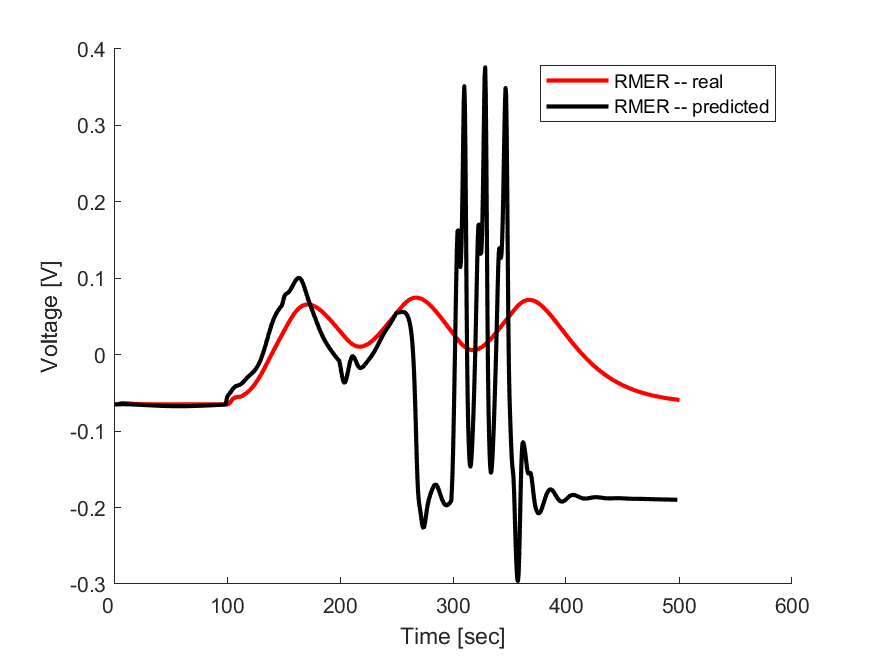 0.4
0.3
0.2
0.1
0
-0.1
-0.2
-0.3
Voltage [V]
RMER -- real
RMER -- predicted
0 100 200 300 400 500 600
Time [sec]